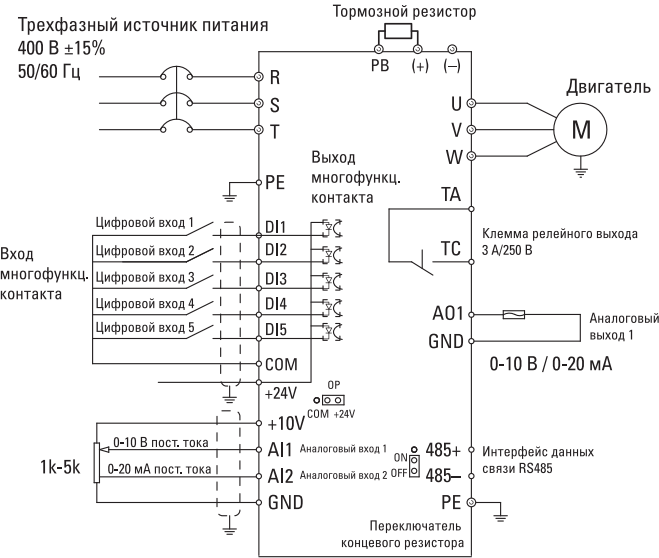 Трехфазный источник питания
400 В ±15%
50/60 Гц
Тормозной резистор
PB (+) (–)
R
S
T
PE
U
V
W
Двигатель
M
Выход
многофункц.
контакта
TA
TC
Клемма релейного выхода
3 А/250 В
Вход
многофункц.
контакта
Цифровой вход 1
Цифровой вход 2
Цифровой вход 3
Цифровой вход 4
Цифровой вход 5
DI1
DI2
DI3
DI4
DI5
COM
+24V
OP
COM +24V
AO1
GND
Аналоговый
выход 1
0-10 В / 0-20 мА
+10V
1k-5k
0-10 В пост. тока
AI1 Аналоговый вход 1
0-20 мА пост. тока
AI2 Аналоговый вход 2
GND
ON
OFF
485+
485–
Интерфейс данных
связи RS485
PE
Переключатель
концевого резистора